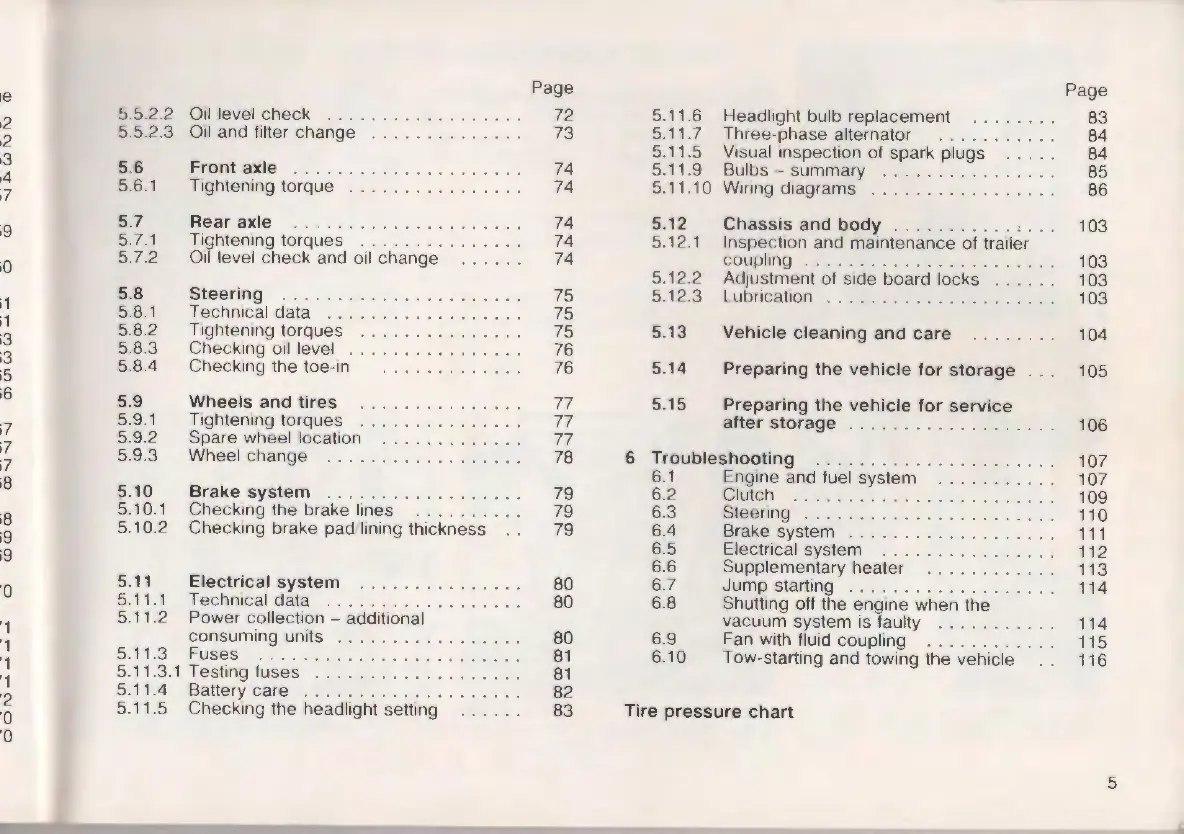 Page
5.5.2.2 Oil level check .................. 72
5.5.2.3 Oil and filter change .............. 73
5.6 Front axle ..................... 74
5.6.1 Tightening torque ................ 74
5.7 Rear axle ..................... 74
5.7.1 Tightening torques ............... 74
5.7.2 Oil level check and oil change ...... 74
5.8 Steering ...................... 75
5.8.1 Technical data .................. 75
5.8.2 Tightening torques ............... 75
5.8.3 Checking oil level ................ 76
5.8.4 Checking the toe-in ............. 76
5.9 Wheels and tires ............... 77
5.9.1 Tightening torques ............... 77
5.9.2 Spare wheel location ............. 77
5.9.3 Wheel change .................. 78
5.10 Brake system .................. 79
5.10.1 Checking the brake lines .......... 79
5.10.2 Checking brake pad/lining thickness .. 79
5.11 Electrical system ............... 80
5.11.1 Technical data .................. 80
5.11.2 Power collection – additional
consuming units ................. 80
5.11.3 Fuses ........................ 81
5.11.3.1 Testing fuses ................... 81
5.11.4 Battery care .................... 82
5.11.5 Checking the headlight setting ...... 83
Page
5.11.6 Headlight bulb replacement ........ 83
5.11.7 Three-phase alternator ........... 84
5.11.5 Visual inspection of spark plugs ..... 84
5.11.9 Bulbs – summary ................ 85
5.11.10 Wiring diagrams ................. 86
5.12 Chassis and body ............... 103
5.12.1 Inspection and maintenance of trailer
coupling ....................... 103
5.12.2 Adjustment of side board locks ...... 103
5.12.3 Lubrication ..................... 103
5.13 Vehicle cleaning and care ........ 104
5.14 Preparing the vehicle for storage ... 105
5.15 Preparing the vehicle for service
after storage ................... 106
6 Troubleshooting ...................... 107
6.1 Engine and fuel system ........... 107
6.2 Clutch ........................ 109
6.3 Steering ....................... 110
6.4 Brake system ................... 111
6.5 Electrical system ................ 112
6.6 Supplementary heater ............ 113
6.7 Jump starting ................... 114
6.8 Shutting off the engine when the
vacuum system is faulty ........... 114
6.9 Fan with fluid coupling ............ 115
6.10 Tow-starting and towing the vehicle .. 116
Tire pressure chart
5